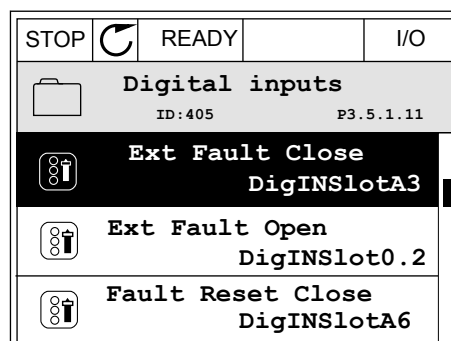 STOP READY I/O
Digital inputs
ID:405 P3.5.1.11
Ext Fault Close
DigINSlotA3
Ext Fault Open
DigINSlot0.2
Fault Reset Close
DigINSlotA6